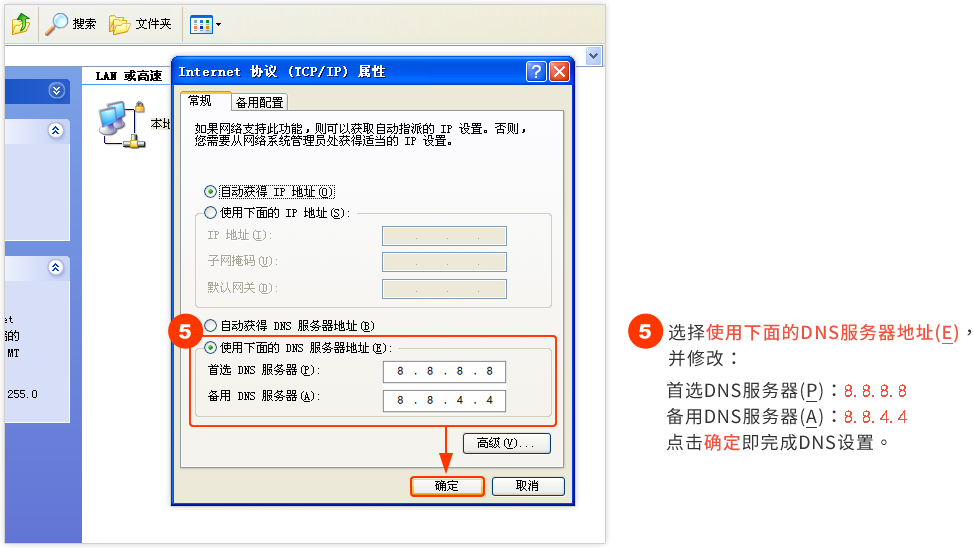 搜索 文件夹
LAN 或高速
本地
Internet 协议 (TCP/IP) 属性
常规 备用配置
如果网络支持此功能，则可以获取自动指派的 IP 设置。否则，
您需要从网络系统管理员处获得适当的 IP 设置。
自动获得 IP 地址(O)
使用下面的 IP 地址(S):
IP 地址(I):
子网掩码(U):
默认网关(D):
自动获得 DNS 服务器地址(B)
5
使用下面的 DNS 服务器地址(E):
首选 DNS 服务器(P): 8 . 8 . 8 . 8
备用 DNS 服务器(A): 8 . 8 . 4 . 4
高级(V)...
确定 取消
et
的
MT
255.0
5 选择使用下面的DNS服务器地址(E)，
并修改：
首选DNS服务器(P)：8.8.8.8
备用DNS服务器(A)：8.8.4.4
点击确定即完成DNS设置。